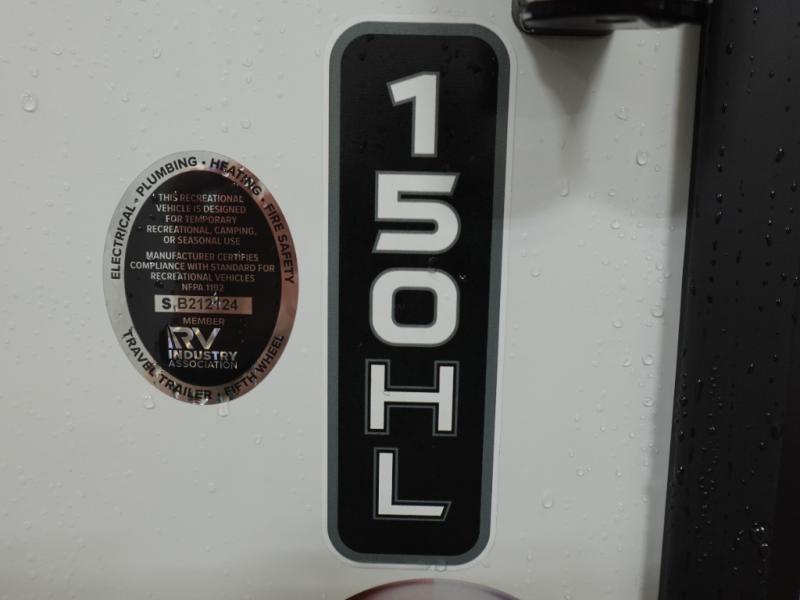 ELECTRICAL • PLUMBING • HEATING • FIRE SAFETY
THIS RECREATIONAL
VEHICLE IS DESIGNED
FOR TEMPORARY
RECREATIONAL, CAMPING,
OR SEASONAL USE
MANUFACTURER CERTIFIES
COMPLIANCE WITH STANDARD FOR
RECREATIONAL VEHICLES
NFPA 1192
MEMBER
RV
INDUSTRY
ASSOCIATION
TRAVEL TRAILER • FIFTH WHEEL
150HL